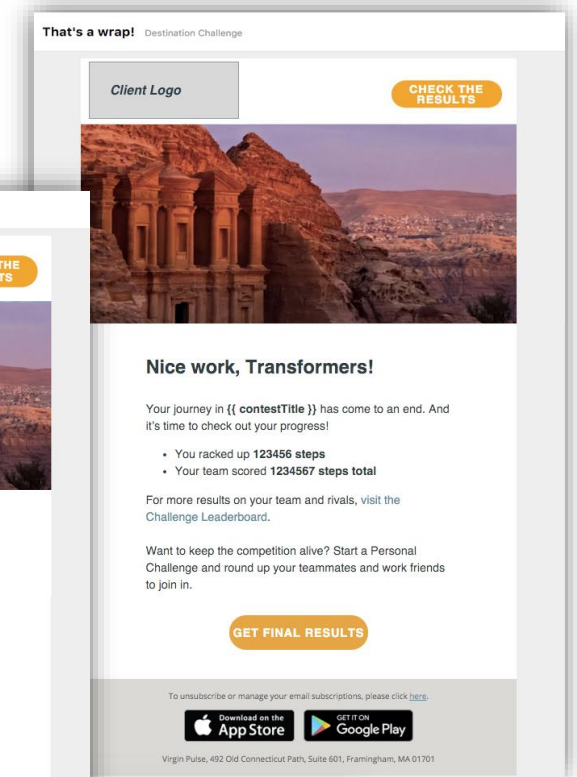 That's a wrap! Destination Challenge
Client Logo
CHECK THE
RESULTS
THE
TS
Nice work, Transformers!
Your journey in {{ contestTitle }} has come to an end. And
it's time to check out your progress!
• You racked up 123456 steps
• Your team scored 1234567 steps total
For more results on your team and rivals, visit the
Challenge Leaderboard.
Want to keep the competition alive? Start a Personal
Challenge and round up your teammates and work friends
to join in.
GET FINAL RESULTS
To unsubscribe or manage your email subscriptions, please click here.
Download on the
App Store
GET IT ON
Google Play
Virgin Pulse, 492 Old Connecticut Path, Suite 601, Framingham, MA 01701